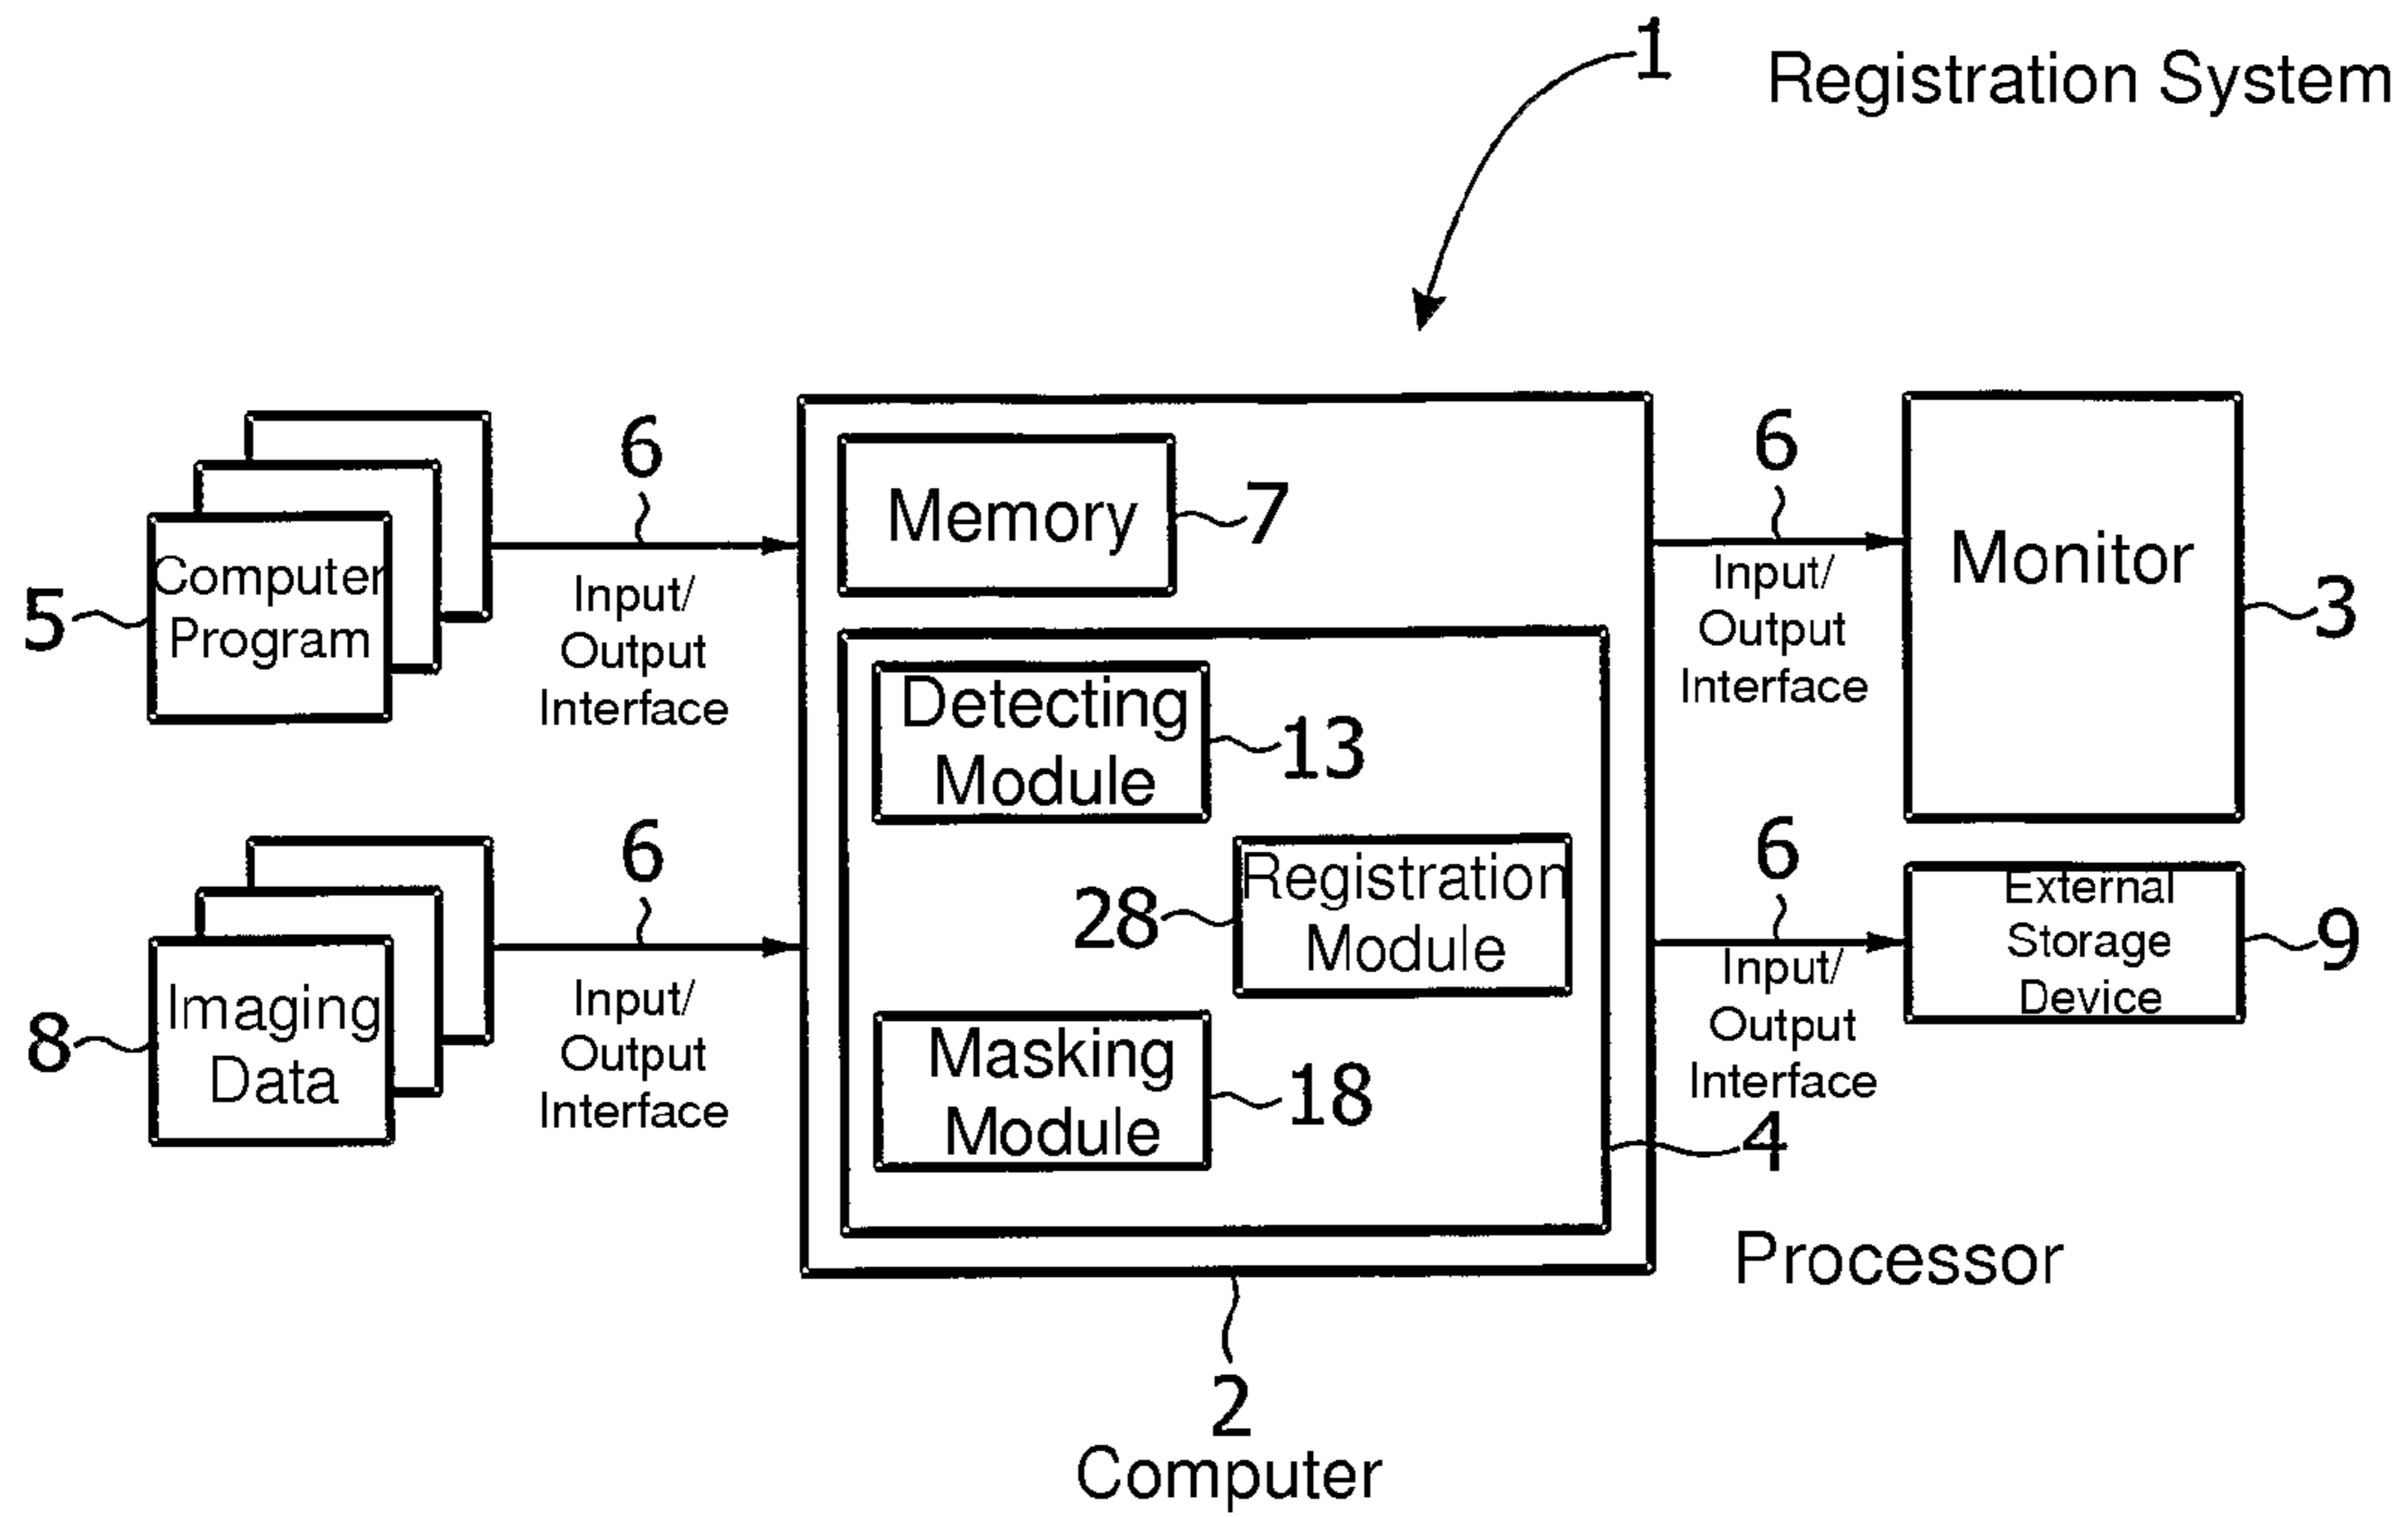 1
Registration System
6
6
Memory
7
Monitor
Computer
Program
5
Input/
Output
Interface
Input/
Output
Interface
3
Detecting
Module
13
6
6
Registration
Module
28
External
Storage
Device
9
Imaging
Data
8
Input/
Output
Interface
Input/
Output
Interface
Masking
Module
18
4
Processor
2
Computer